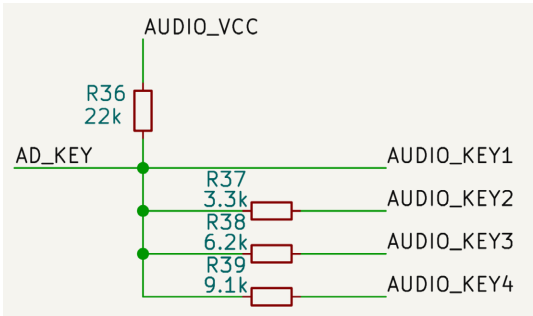 AUDIO_VCC
R36
22k
AD_KEY
AUDIO_KEY1
R37
3.3k
AUDIO_KEY2
R38
6.2k
AUDIO_KEY3
R39
9.1k
AUDIO_KEY4